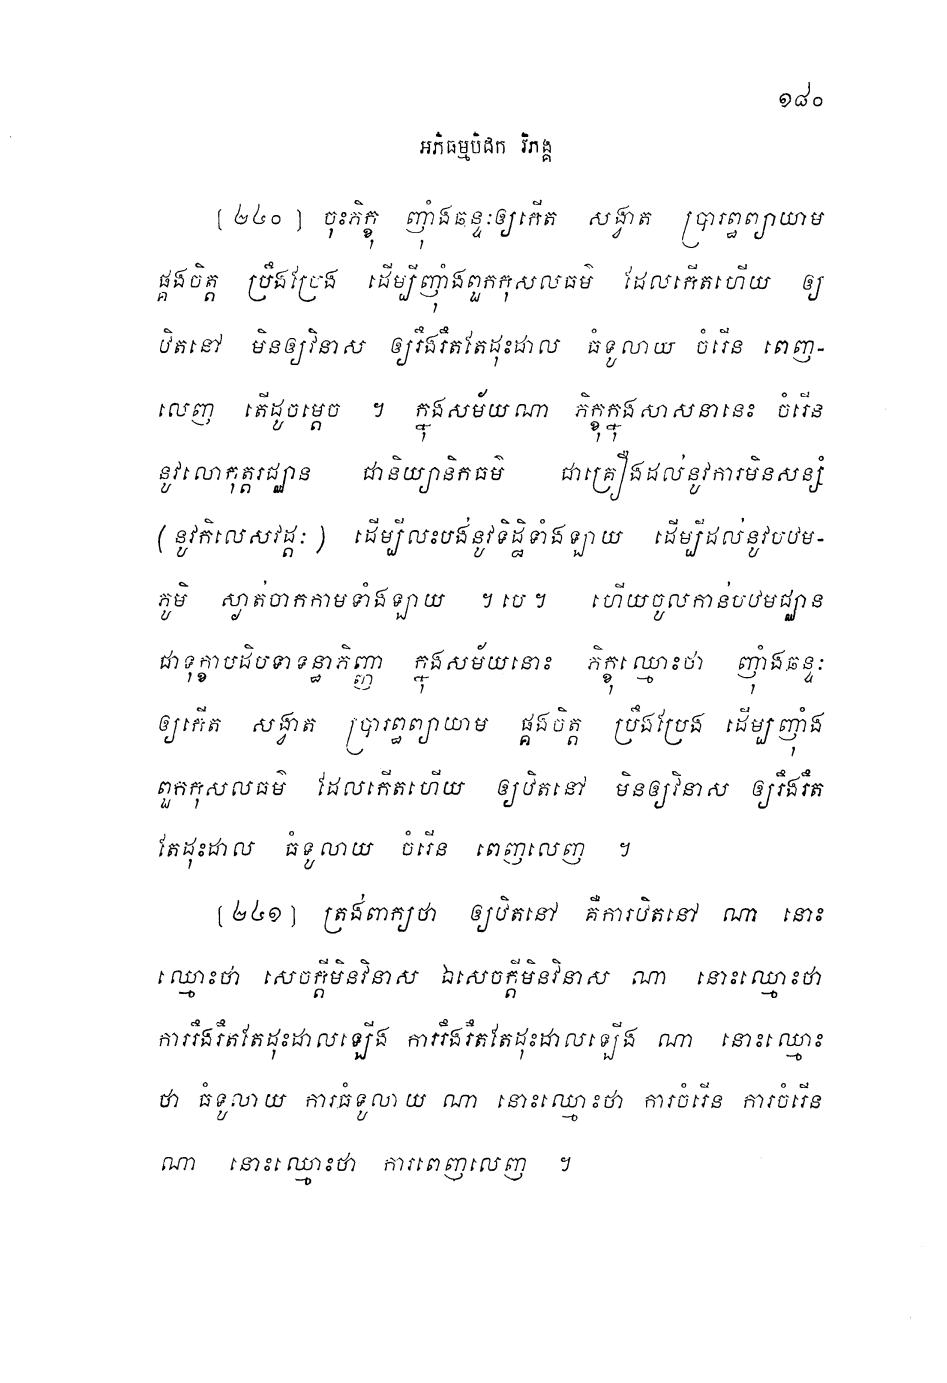 ១៨០
អភិធម្មបិដក វិភង្គ
[២៤០] ចុះភិក្ខុ ញុំាងឆន្ទៈឲ្យកើត សង្វាត ប្រារព្ធព្យាយាម
ផ្គងចិត្ត ប្រឹងប្រែង ដើម្បីញុំាងពួកកុសលធម៌ ដែលកើតហើយ ឲ្យ
ឋិតនៅ មិនឲ្យវិនាស ឲ្យរឹងរឹតតែដុះដាល ធំទូលាយ ចំរើន ពេញ-
លេញ តើដូចម្តេច ។ ក្នុងសម័យណា ភិក្ខុក្នុងសាសនានេះ ចំរើន
នូវលោកុត្តរជ្ឈាន ជានិយ្យានិកធម៌ ជាគ្រឿងដល់នូវការមិនសន្សំ
(នូវកិលេសវដ្តៈ) ដើម្បីលះបង់នូវទិដ្ឋិទាំងឡាយ ដើម្បីដល់នូវបឋម-
ភូមិ ស្ងាត់ចាកកាមទាំងឡាយ ។បេ។ ហើយចូលកាន់បឋមជ្ឈាន
ជាទុក្ខាបដិបទាទន្ធាភិញ្ញា ក្នុងសម័យនោះ ភិក្ខុឈ្មោះថា ញុំាងឆន្ទៈ
ឲ្យកើត សង្វាត ប្រារព្ធព្យាយាម ផ្គងចិត្ត ប្រឹងប្រែង ដើម្បញុំាង
ពួកកុសលធម៌ ដែលកើតហើយ ឲ្យឋិតនៅ មិនឲ្យវិនាស ឲ្យរឹងរឹត
តែដុះដាល ធំទូលាយ ចំរើន ពេញលេញ ។
[២៤១] ត្រង់ពាក្យថា ឲ្យឋិតនៅ គឺការឋិតនៅ ណា នោះ
ឈ្មោះថា សេចក្តីមិនវិនាស ឯសេចក្តីមិនវិនាស ណា នោះឈ្មោះថា
ការរឹងរឹតតែដុះដាលឡើង ការរឹងរឹតតែដុះដាលឡើង ណា នោះឈ្មោះ
ថា ធំទូលាយ ការធំទូលាយ ណា នោះឈ្មោះថា ការចំរើន ការចំរើន
ណា នោះឈ្មោះថា ការពេញលេញ ។